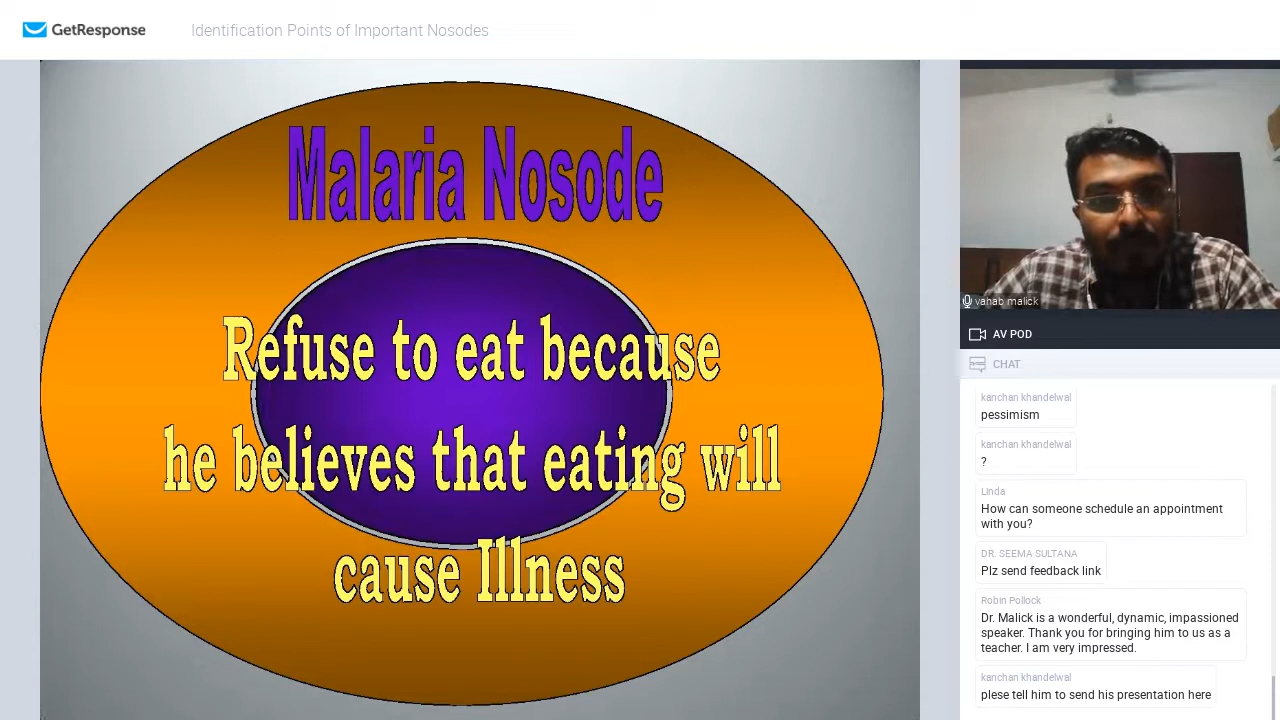 GetResponse
Identification Points of Important Nosodes
Malaria Nosode
Refuse to eat because
he believes that eating will
cause Illness
vahab malick
AV POD
CHAT
kanchan khandelwal
pessimism
kanchan khandelwal
?
Linda
How can someone schedule an appointment
with you?
DR. SEEMA SULTANA
Plz send feedback link
Robin Pollock
Dr. Malick is a wonderful, dynamic, impassioned
speaker. Thank you for bringing him to us as a
teacher. I am very impressed.
kanchan khandelwal
plese tell him to send his presentation here